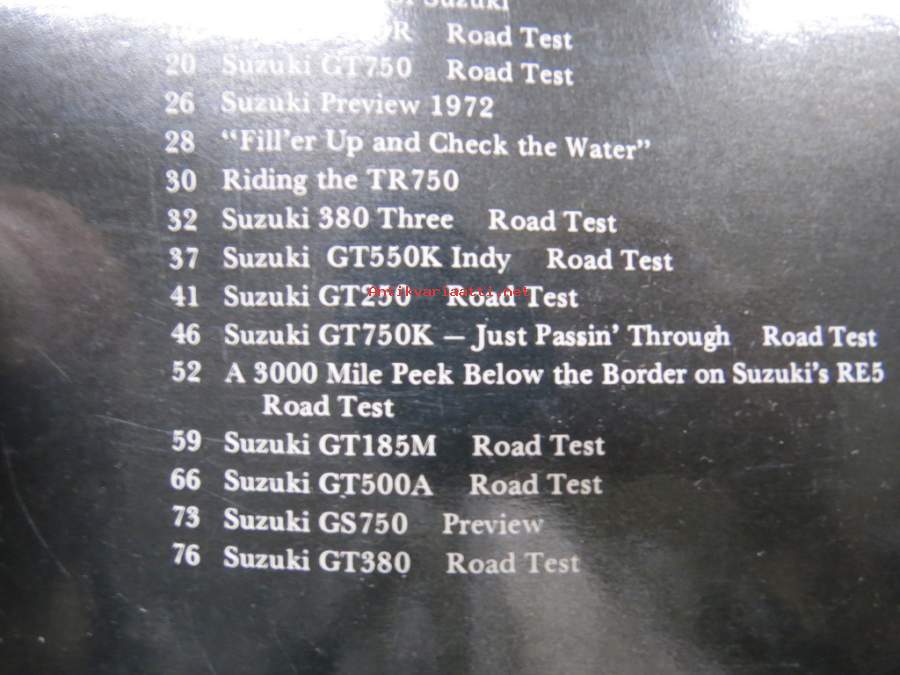 Suzuki
R Road Test
20 Suzuki GT750 Road Test
26 Suzuki Preview 1972
28 “Fill’er Up and Check the Water”
30 Riding the TR750
32 Suzuki 380 Three Road Test
37 Suzuki GT550K Indy Road Test
41 Suzuki GT250 Road Test
Antikvariaatti.net
46 Suzuki GT750K — Just Passin’ Through Road Test
52 A 3000 Mile Peek Below the Border on Suzuki’s RE5
Road Test
59 Suzuki GT185M Road Test
66 Suzuki GT500A Road Test
73 Suzuki GS750 Preview
76 Suzuki GT380 Road Test